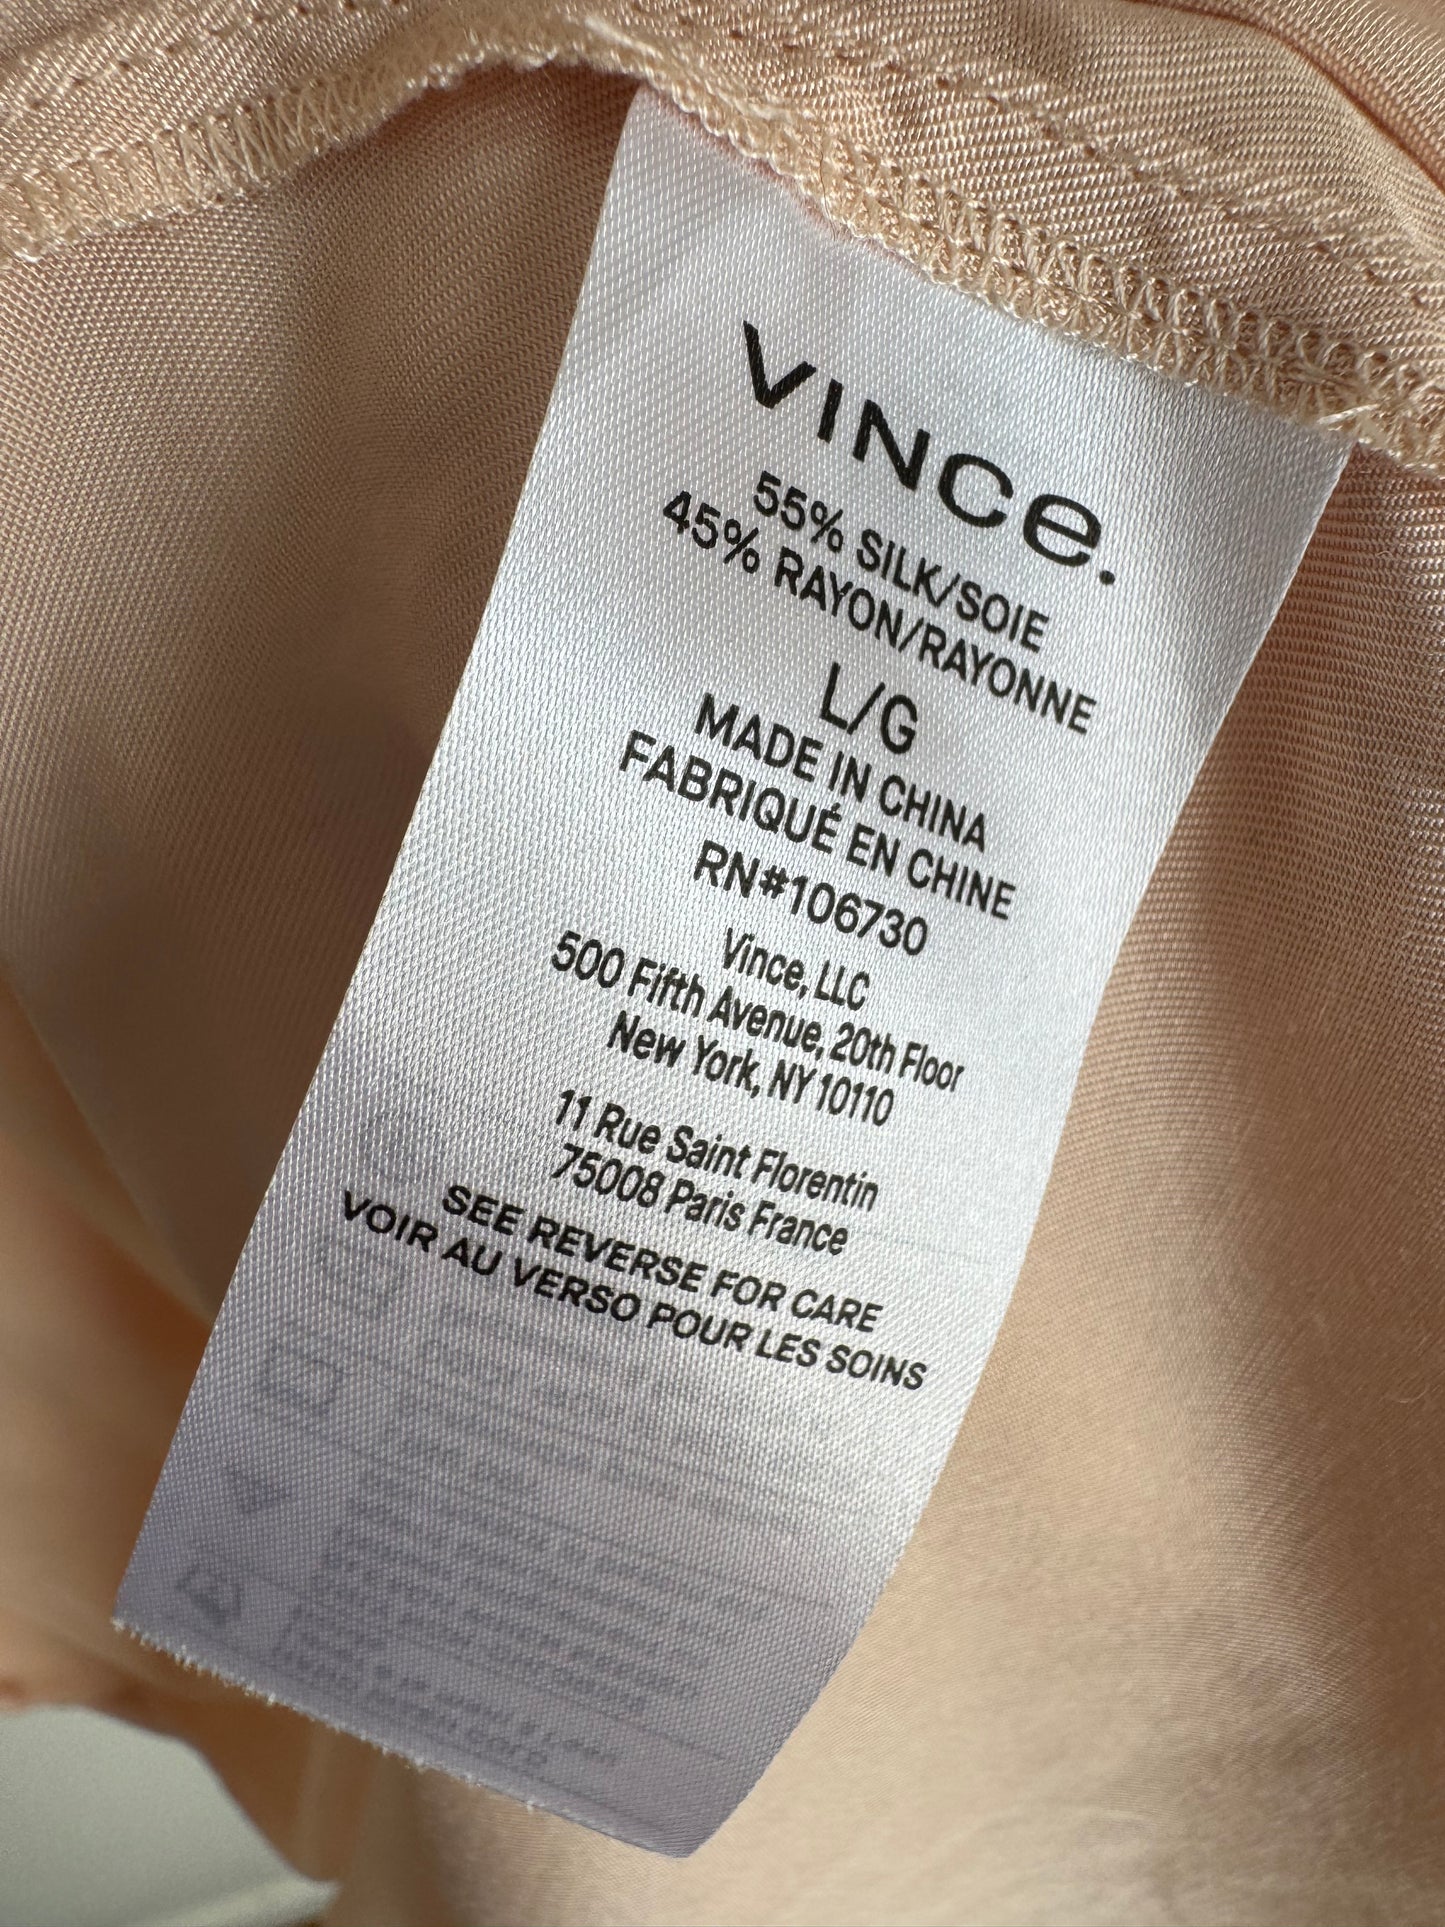 VINCe.
55% SILK/SOIE
45% RAYON/RAYONNE
L/G
MADE IN CHINA
FABRIQUÉ EN CHINE
RN#106730
Vince, LLC
500 Fifth Avenue, 20th Floor
New York, NY 10110
11 Rue Saint Florentin
75008 Paris France
SEE REVERSE FOR CARE
VOIR AU VERSO POUR LES SOINS